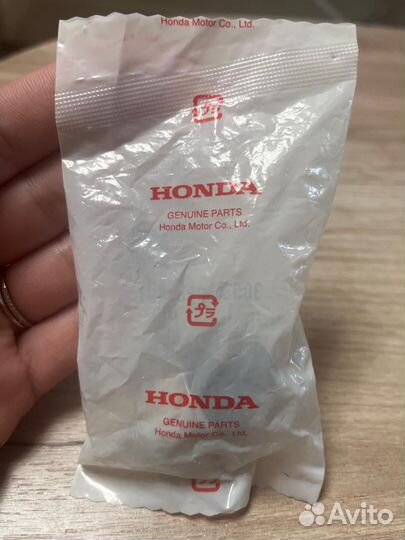 HONDA
Honda Motor Co., Ltd.
プラ
HONDA
GENUINE PARTS
Honda Motor Co., Ltd.
プラ
HONDA
GENUINE PARTS
Honda Motor Co., Ltd.
Avito